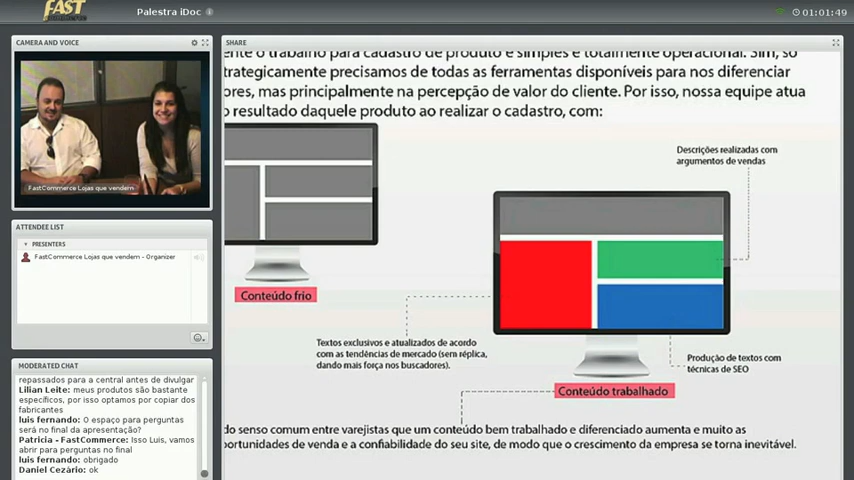 FAST
Palestra iDoc
01:01:49
CAMERA AND VOICE
FastCommerce Lojas que vendem
ATTENDEE LIST
PRESENTERS
FastCommerce Lojas que vendem - Organizer
MODERATED CHAT
repassados para a central antes de divulgar
Lilian Leite: meus produtos são bastante
específicos, por isso optamos por copiar dos
fabricantes
luis fernando: O espaço para perguntas
será no final da apresentação?
Patricia - FastCommerce: Isso Luis, vamos
abrir para perguntas no final
luis fernando: obrigado
Daniel Cezário: ok
SHARE
ente o trabalho para cadastro de produto é simples e totalmente operacional. Sim, só
trategicamente precisamos de todas as ferramentas disponíveis para nos diferenciar
ores, mas principalmente na percepção de valor do cliente. Por isso, nossa equipe atua
o resultado daquele produto ao realizar o cadastro, com:
Descrições realizadas com
argumentos de vendas
Conteúdo frio
Textos exclusivos e atualizados de acordo
com as tendências de mercado (sem réplica,
dando mais força nos buscadores).
Produção de textos com
técnicas de SEO
Conteúdo trabalhado
do senso comum entre varejistas que um conteúdo bem trabalhado e diferenciado aumenta e muito as
portunidades de venda e a confiabilidade do seu site, de modo que o crescimento da empresa se torna inevitável.